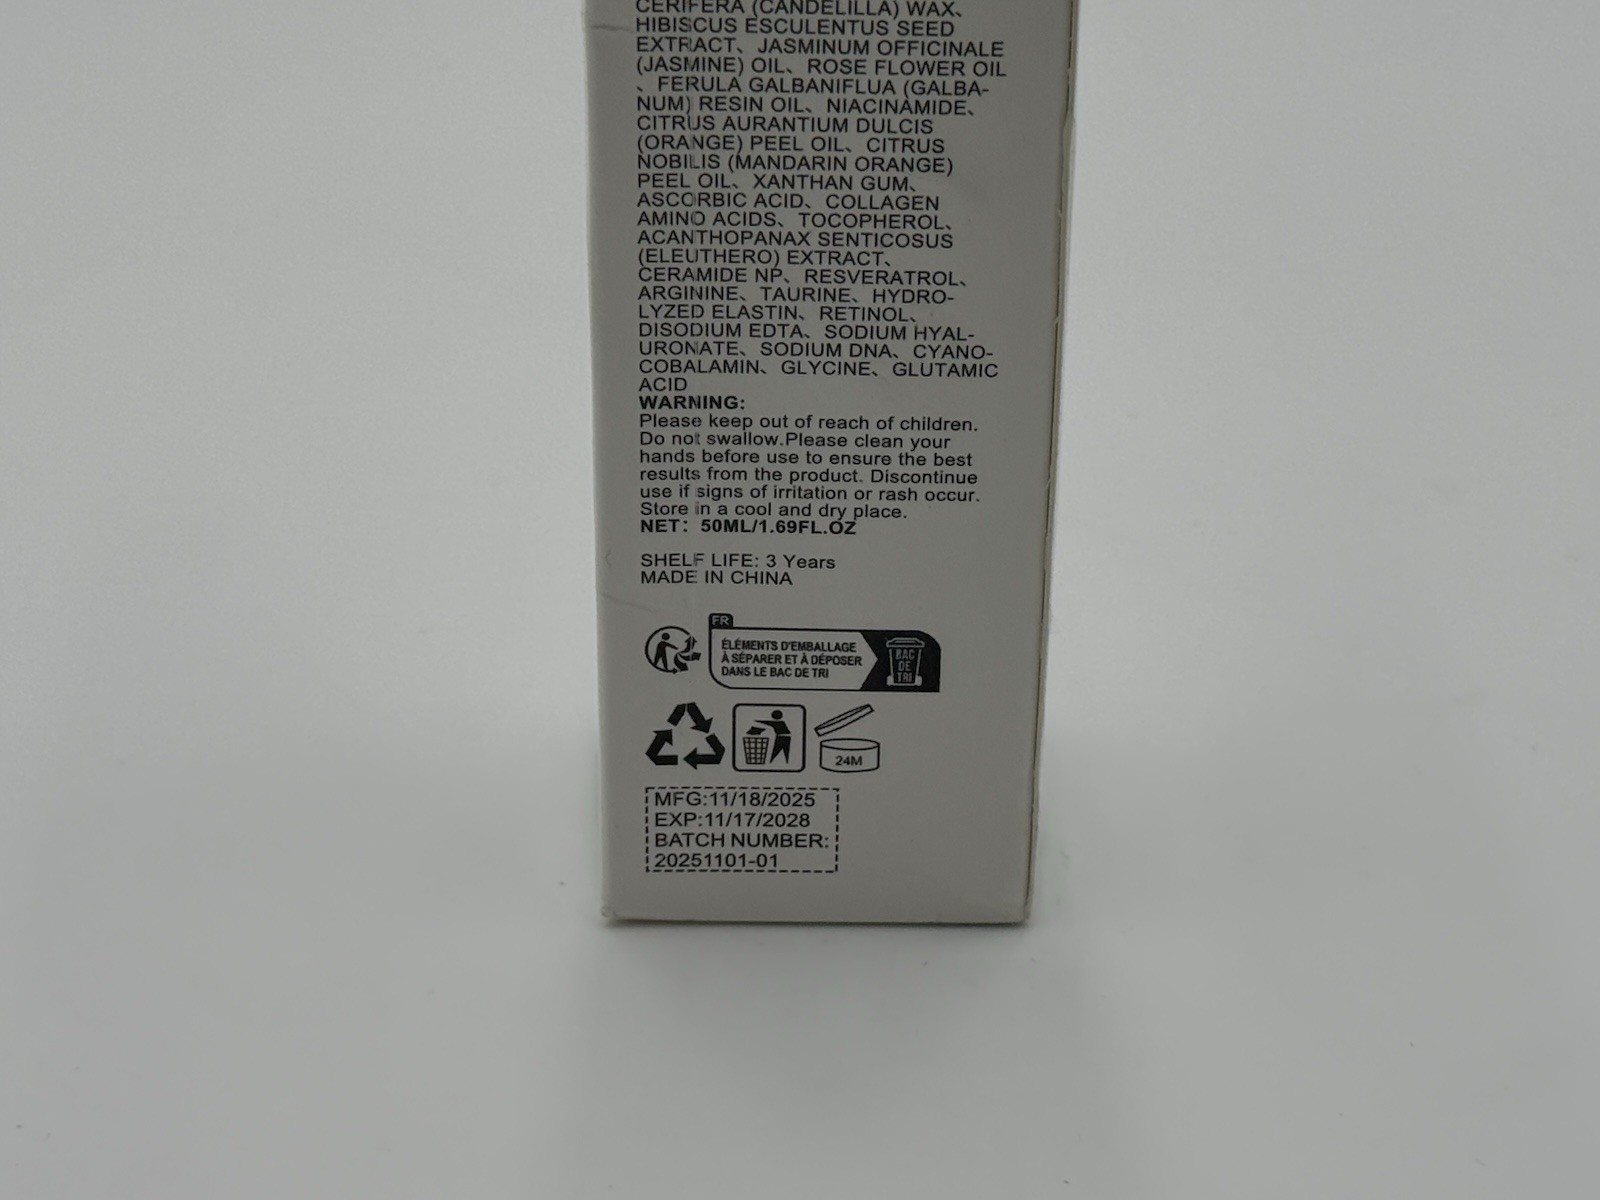 CERIFERA (CANDELILLA) WAX、
HIBISCUS ESCULENTUS SEED
EXTRACT、JASMINUM OFFICINALE
(JASMINE) OIL、ROSE FLOWER OIL
、FERULA GALBANIFLUA (GALBA-
NUM) RESIN OIL、NIACINAMIDE、
CITRUS AURANTIUM DULCIS
(ORANGE) PEEL OIL、CITRUS
NOBILIS (MANDARIN ORANGE)
PEEL OIL、XANTHAN GUM、
ASCORBIC ACID、COLLAGEN
AMINO ACIDS、TOCOPHEROL、
ACANTHOPANAX SENTICOSUS
(ELEUTHERO) EXTRACT、
CERAMIDE NP、RESVERATROL、
ARGININE、TAURINE、HYDRO-
LYZED ELASTIN、RETINOL、
DISODIUM EDTA、SODIUM HYAL-
URONATE、SODIUM DNA、CYANO-
COBALAMIN、GLYCINE、GLUTAMIC
ACID
WARNING:
Please keep out of reach of children.
Do not swallow.Please clean your
hands before use to ensure the best
results from the product. Discontinue
use if signs of irritation or rash occur.
Store in a cool and dry place.
NET: 50ML/1.69FL.OZ
SHELF LIFE: 3 Years
MADE IN CHINA
FR
ÉLÉMENTS D'EMBALLAGE
À SÉPARER ET À DÉPOSER
DANS LE BAC DE TRI
BAC
DE
TRI
24M
MFG:11/18/2025
EXP:11/17/2028
BATCH NUMBER:
20251101-01